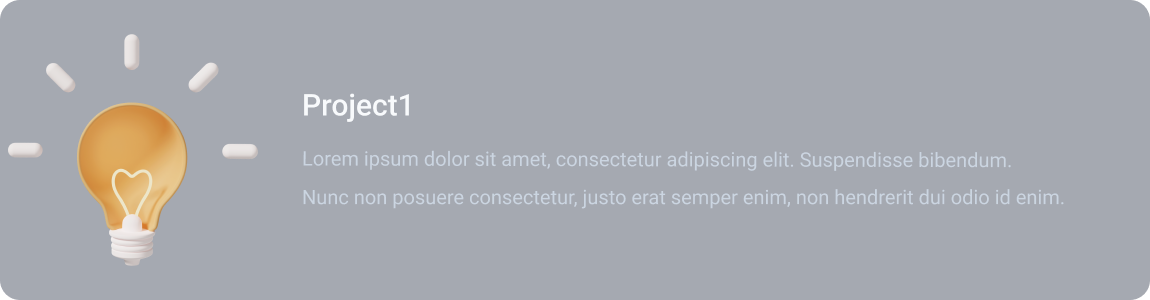 Project1
Lorem ipsum dolor sit amet, consectetur adipiscing elit. Suspendisse bibendum.
Nunc non posuere consectetur, justo erat semper enim, non hendrerit dui odio id enim.